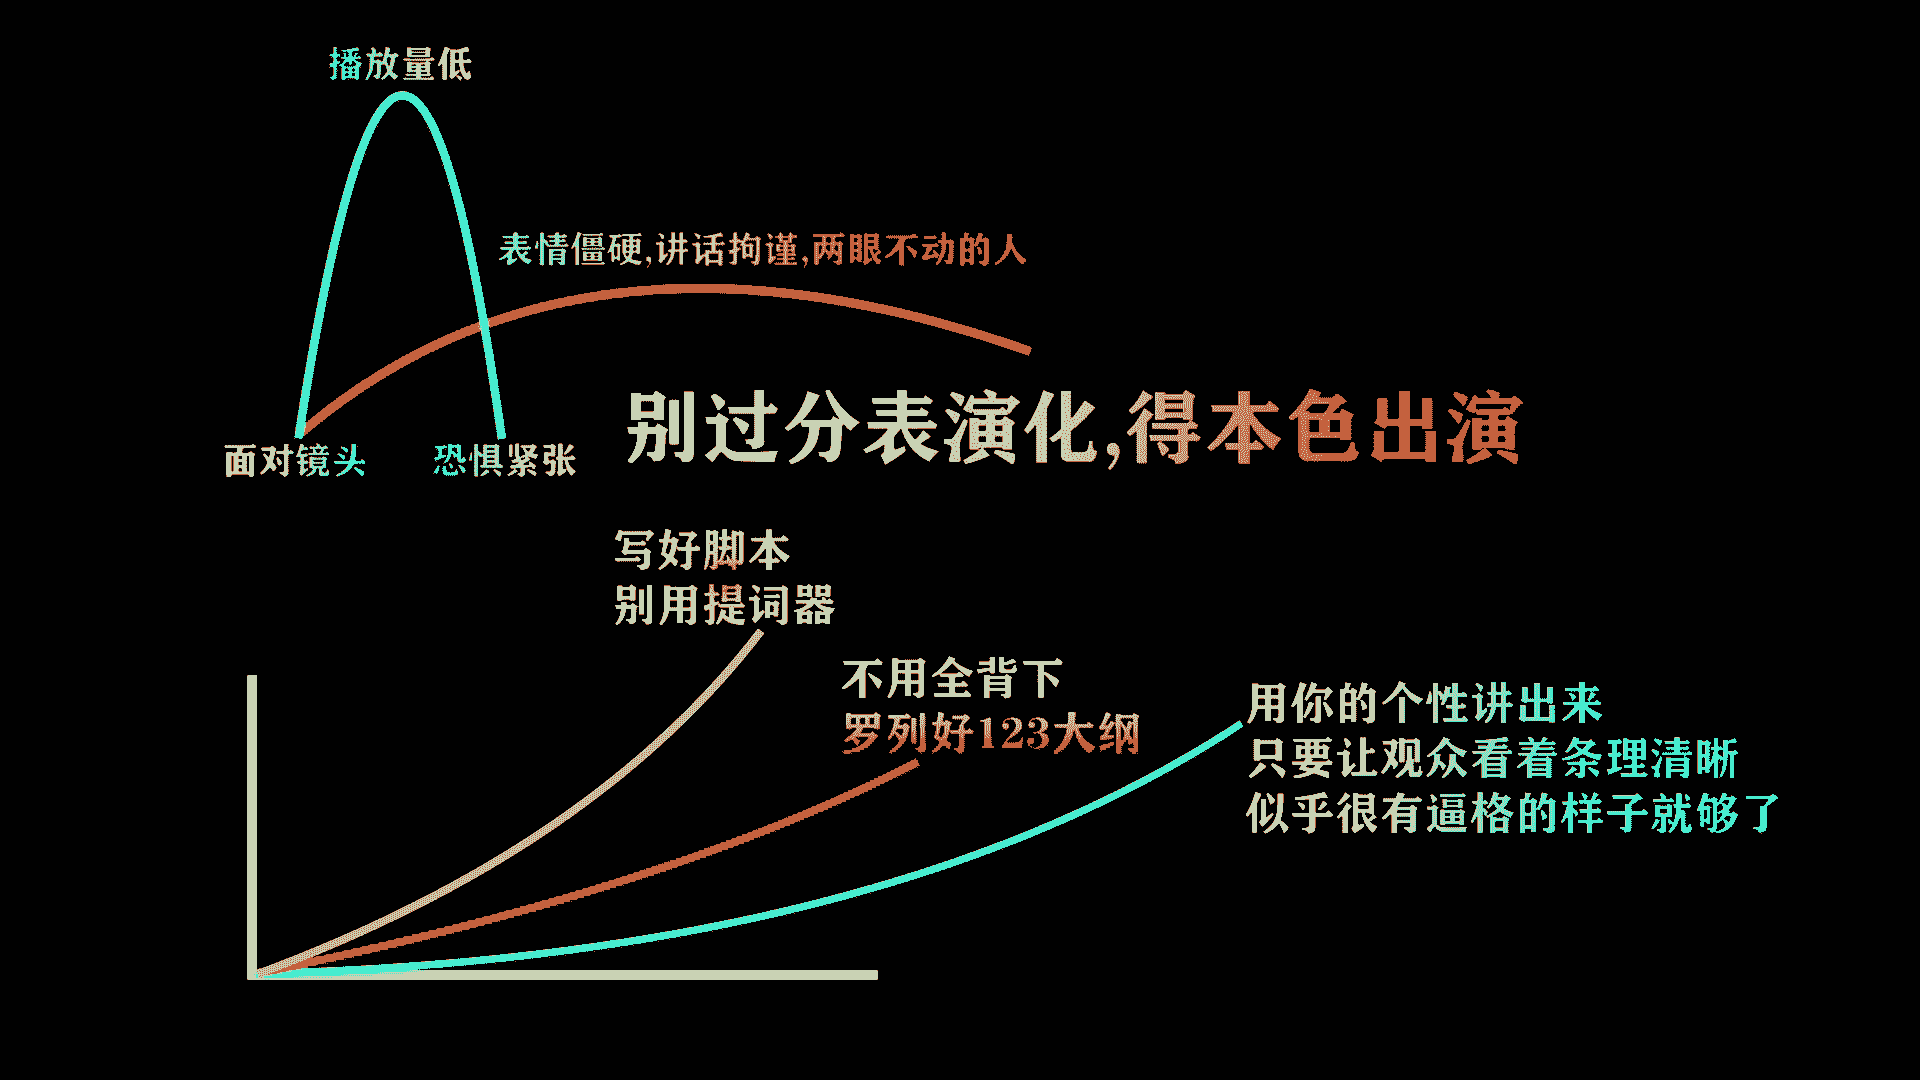 播放量低
表情僵硬,讲话拘谨,两眼不动的人
别过分表演化,得本色出演
面对镜头
恐惧紧张
写好脚本
别用提词器
不用全背下
罗列好123大纲
用你的个性讲出来
只要让观众看着条理清晰
似乎很有逼格的样子就够了